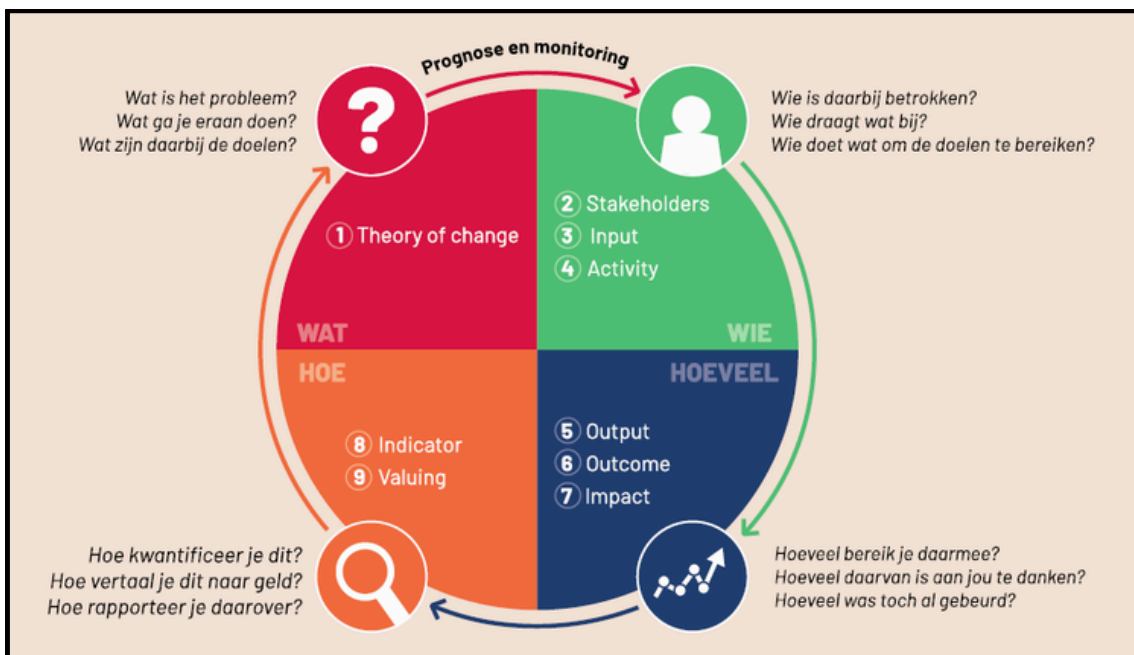 Prognose en monitoring
Wat is het probleem?
Wat ga je eraan doen?
Wat zijn daarbij de doelen?
?
Wie is daarbij betrokken?
Wie draagt wat bij?
Wie doet wat om de doelen te bereiken?
1 Theory of change
WAT
2 Stakeholders
3 Input
4 Activity
WIE
HOE
8 Indicator
9 Valuing
HOEVEEL
5 Output
6 Outcome
7 Impact
Hoe kwantificeer je dit?
Hoe vertaal je dit naar geld?
Hoe rapporteer je daarover?
Hoeveel bereik je daarmee?
Hoeveel daarvan is aan jou te danken?
Hoeveel was toch al gebeurd?